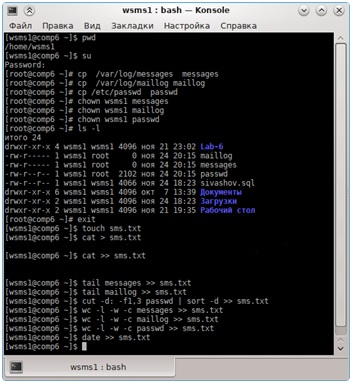 wsms1 : bash — Konsole
Файл Правка Вид Закладки Настройка Справка
[wsms1@comp6 ~]$ pwd
/home/wsms1
[wsms1@comp6 ~]$ su
Password:
[root@comp6 ~]# cp /var/log/messages messages
[root@comp6 ~]# cp /var/log/maillog maillog
[root@comp6 ~]# cp /etc/passwd passwd
[root@comp6 ~]# chown wsms1 messages
[root@comp6 ~]# chown wsms1 maillog
[root@comp6 ~]# chown wsms1 passwd
[root@comp6 ~]# ls -l
итого 24
drwxr-xr-x 4 wsms1 wsms1 4096 ноя 21 23:02 Lab-6
-rw-r----- 1 wsms1 root 0 ноя 24 20:15 maillog
-rw-r----- 1 wsms1 root 0 ноя 24 20:15 messages
-rw-r--r-- 1 wsms1 root 2102 ноя 24 20:15 passwd
-rw-r--r-- 1 wsms1 root 4066 ноя 24 18:23 sivashov.sql
drwxr-xr-x 6 wsms1 wsms1 4096 окт 7 13:39 Документы
drwxr-xr-x 2 wsms1 wsms1 4096 ноя 24 18:23 Загрузки
drwxr-xr-x 2 wsms1 wsms1 4096 ноя 21 19:35 Рабочий стол
[root@comp6 ~]# exit
[wsms1@comp6 ~]$ touch sms.txt
[wsms1@comp6 ~]$ cat > sms.txt
[wsms1@comp6 ~]$ cat >> sms.txt
[wsms1@comp6 ~]$ tail messages >> sms.txt
[wsms1@comp6 ~]$ tail maillog >> sms.txt
[wsms1@comp6 ~]$ cut -d: -f1,3 passwd | sort -d >> sms.txt
[wsms1@comp6 ~]$ wc -l -w -c messages >> sms.txt
[wsms1@comp6 ~]$ wc -l -w -c maillog >> sms.txt
[wsms1@comp6 ~]$ wc -l -w -c passwd >> sms.txt
[wsms1@comp6 ~]$ date >> sms.txt
[wsms1@comp6 ~]$
wsms1 : bash